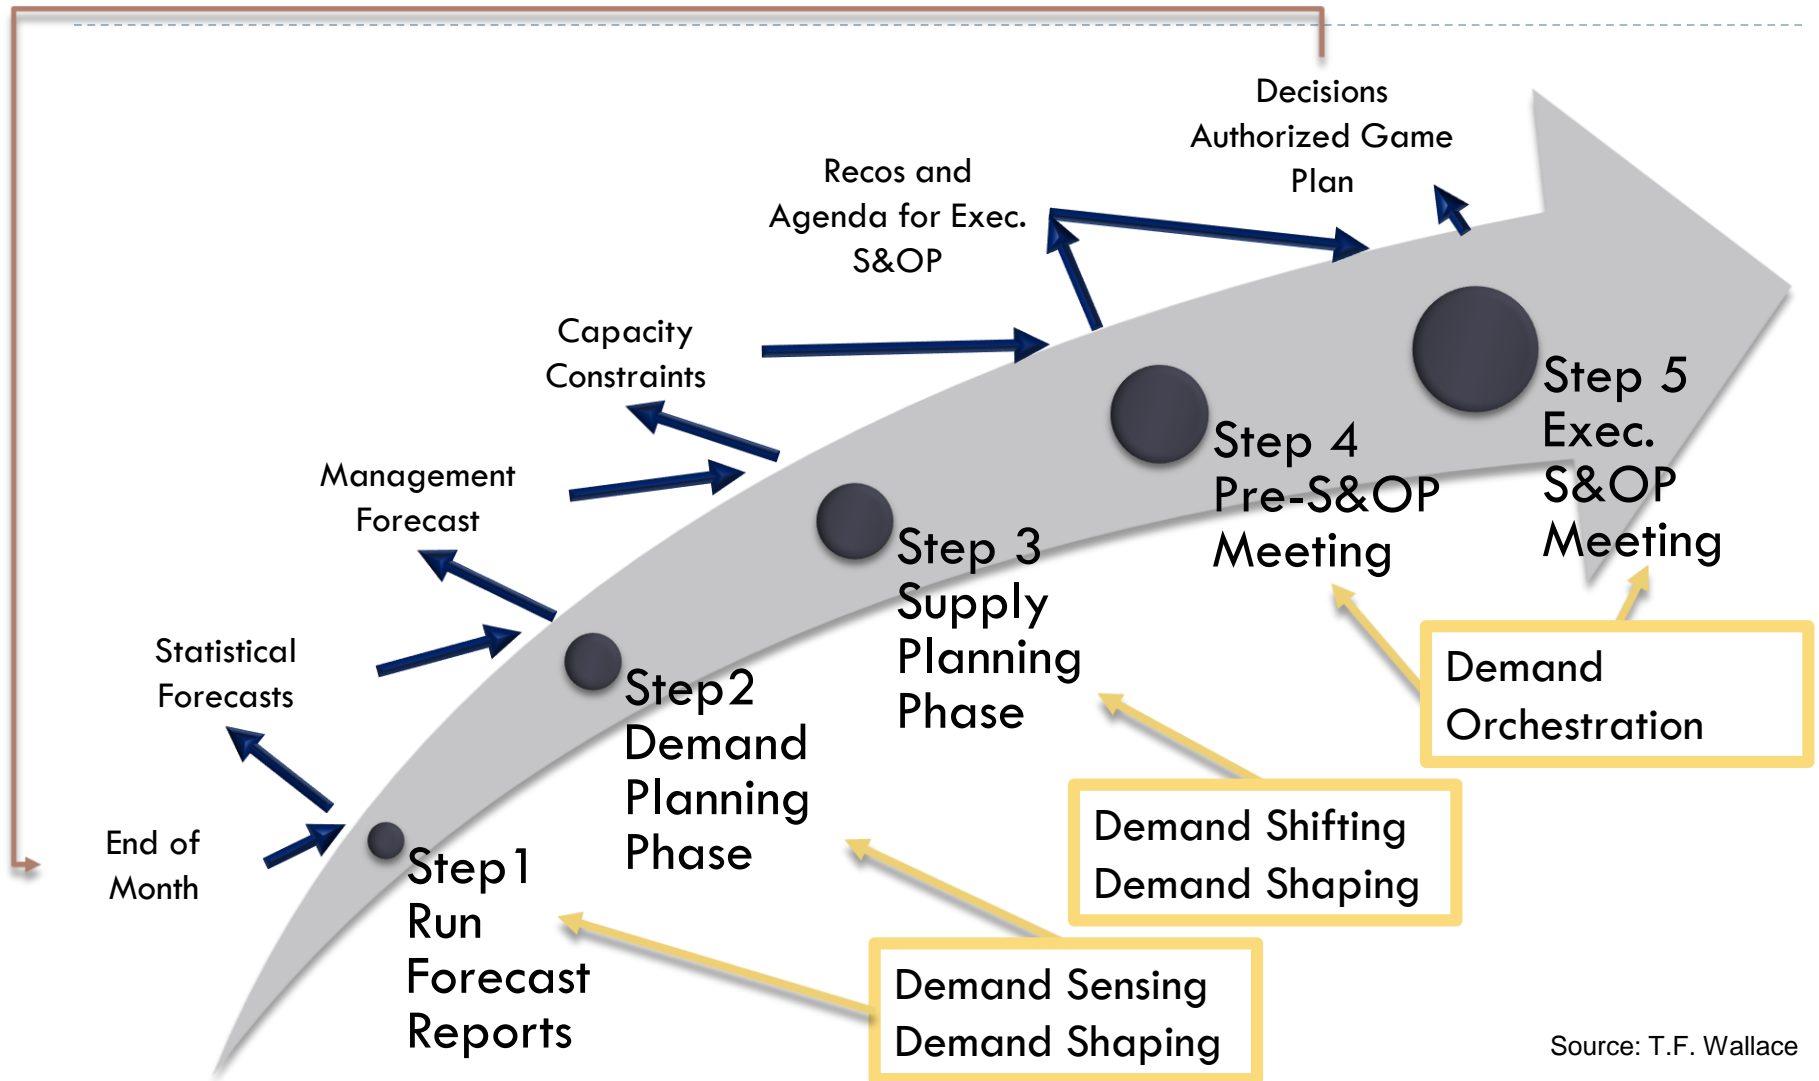 Decisions
Authorized Game
Plan
Recos and
Agenda for Exec.
S&OP
Capacity
Constraints
Management
Forecast
Statistical
Forecasts
End of
Month
Step1
Run
Forecast
Reports
Step2
Demand
Planning
Phase
Step 3
Supply
Planning
Phase
Step 4
Pre-S&OP
Meeting
Step 5
Exec.
S&OP
Meeting
Demand
Orchestration
Demand Shifting
Demand Shaping
Demand Sensing
Demand Shaping
Source: T.F. Wallace